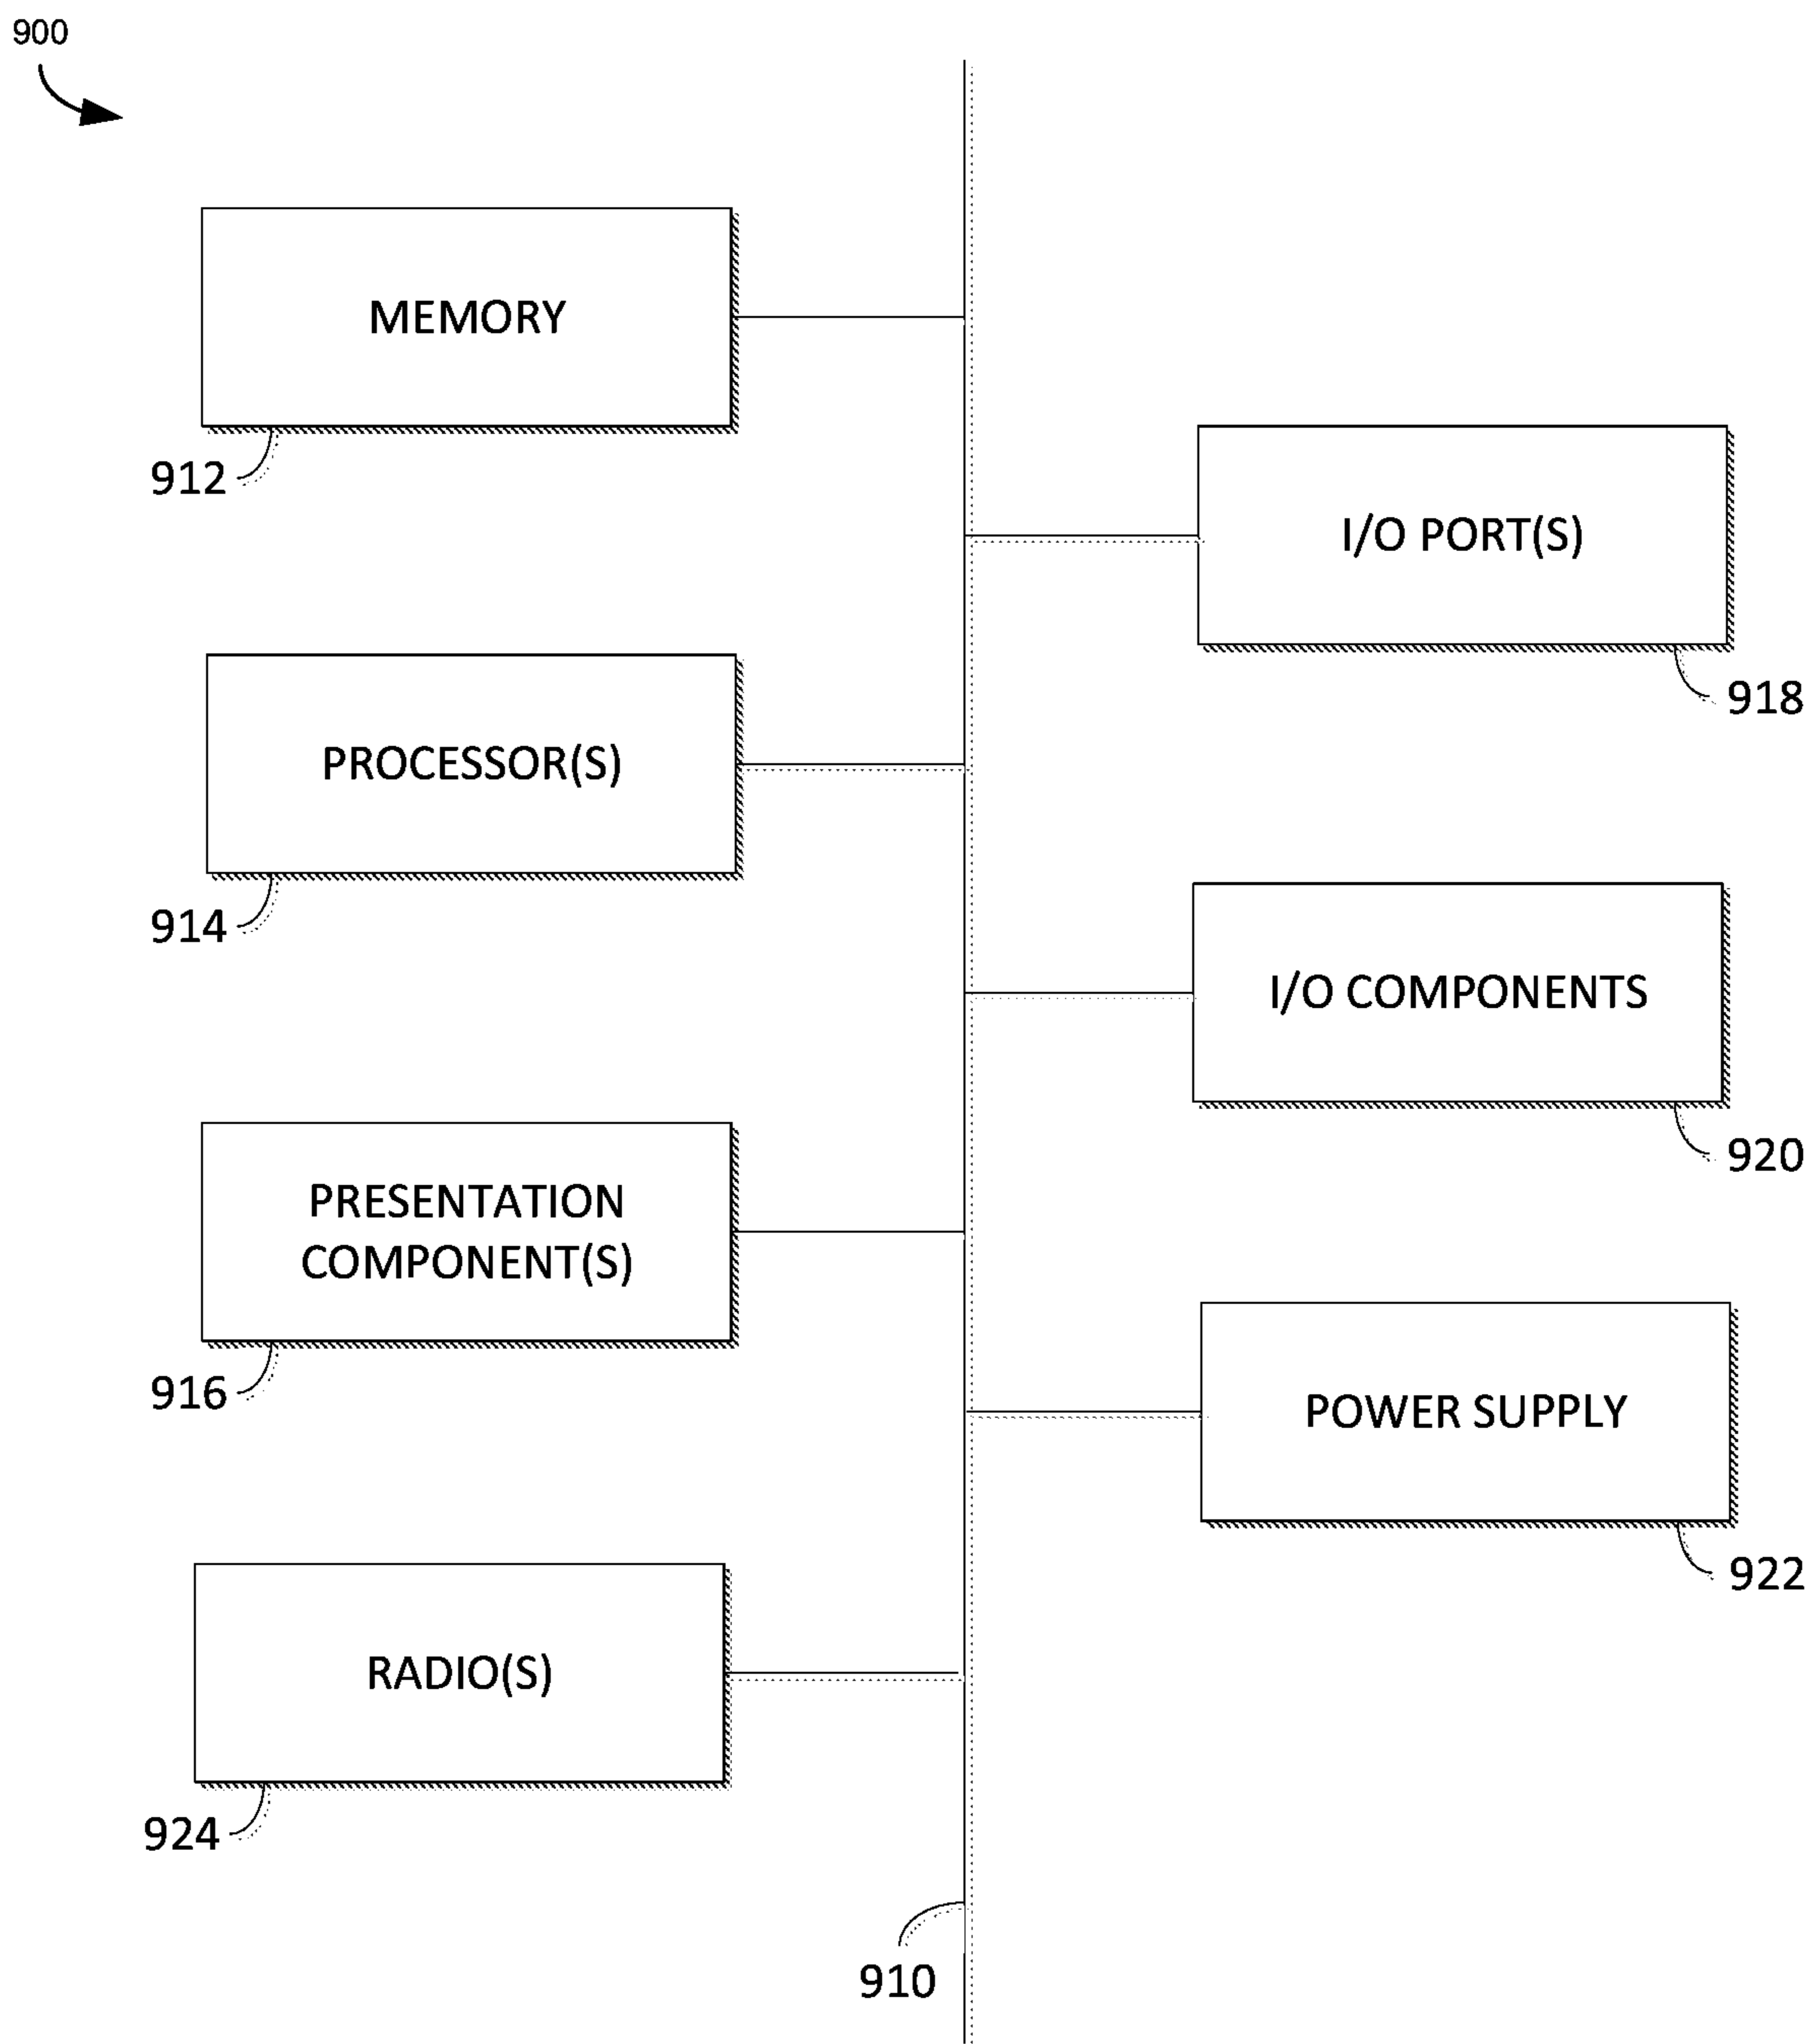 900
MEMORY
912
I/O PORT(S)
918
PROCESSOR(S)
914
I/O COMPONENTS
920
PRESENTATION
COMPONENT(S)
916
POWER SUPPLY
922
RADIO(S)
924
910